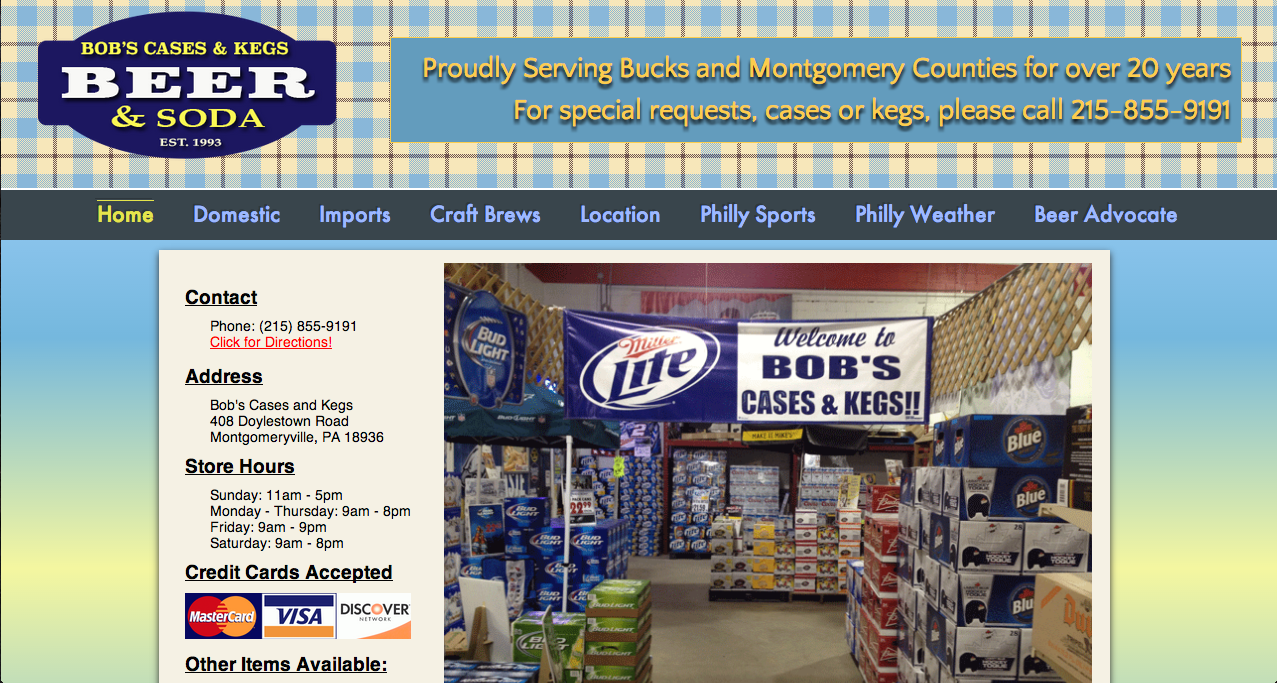 BOB'S CASES & KEGS
BEER
& SODA
EST. 1993
Proudly Serving Bucks and Montgomery Counties for over 20 years
For special requests, cases or kegs, please call 215-855-9191
Home
Domestic
Imports
Craft Brews
Location
Philly Sports
Philly Weather
Beer Advocate
Contact
Phone: (215) 855-9191
Click for Directions!
Address
Bob's Cases and Kegs
408 Doylestown Road
Montgomeryville, PA 18936
Store Hours
Sunday: 11am - 5pm
Monday - Thursday: 9am - 8pm
Friday: 9am - 9pm
Saturday: 9am - 8pm
Credit Cards Accepted
MasterCard
VISA
DISCOVER
NETWORK
Other Items Available:
BUD
LIGHT
Miller
Lite
Welcome to
BOB'S
CASES & KEGS!!
Blue
Blue
HOCKEY
TOQUE
BUD LIGHT